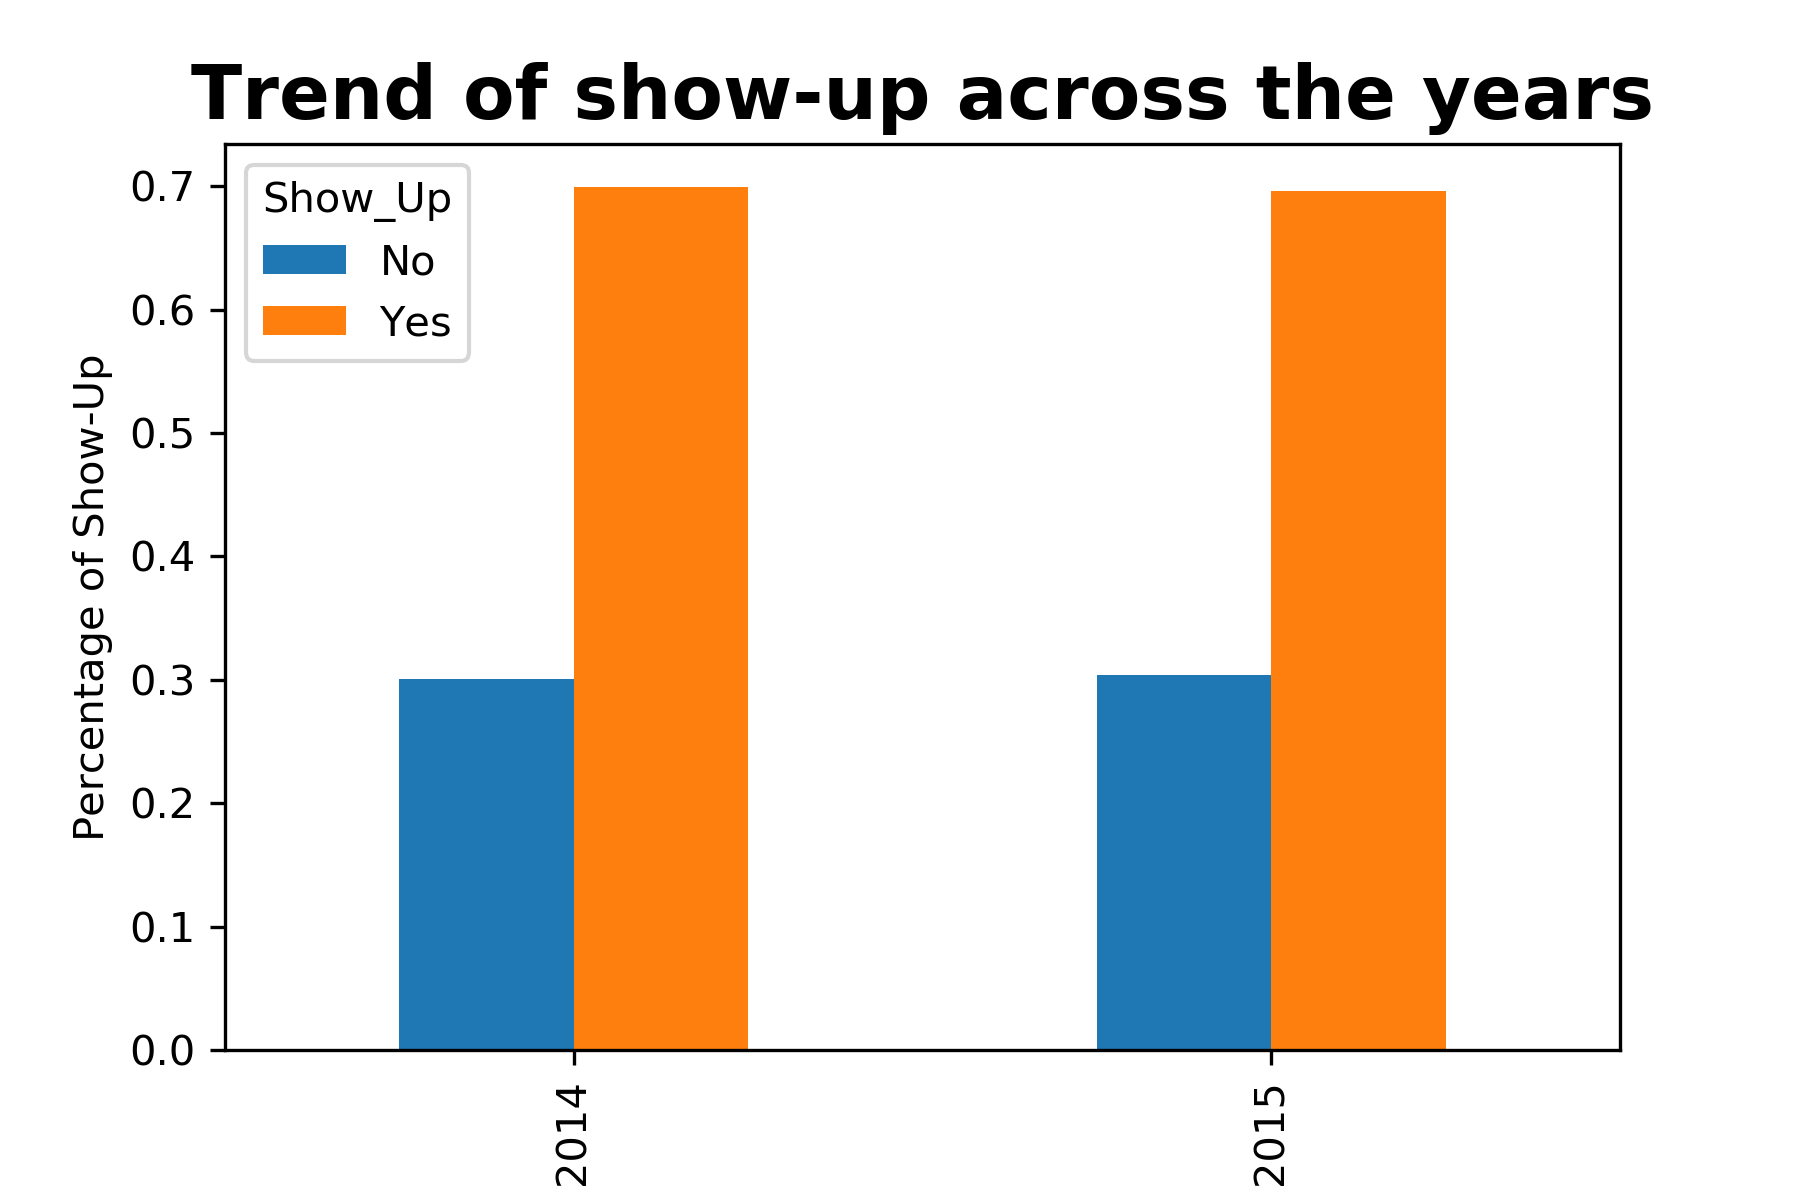 Trend of show-up across the years
Show_Up
No
Yes
Percentage of Show-Up
0.7
0.6
0.5
0.4
0.3
0.2
0.1
0.0
2014
2015